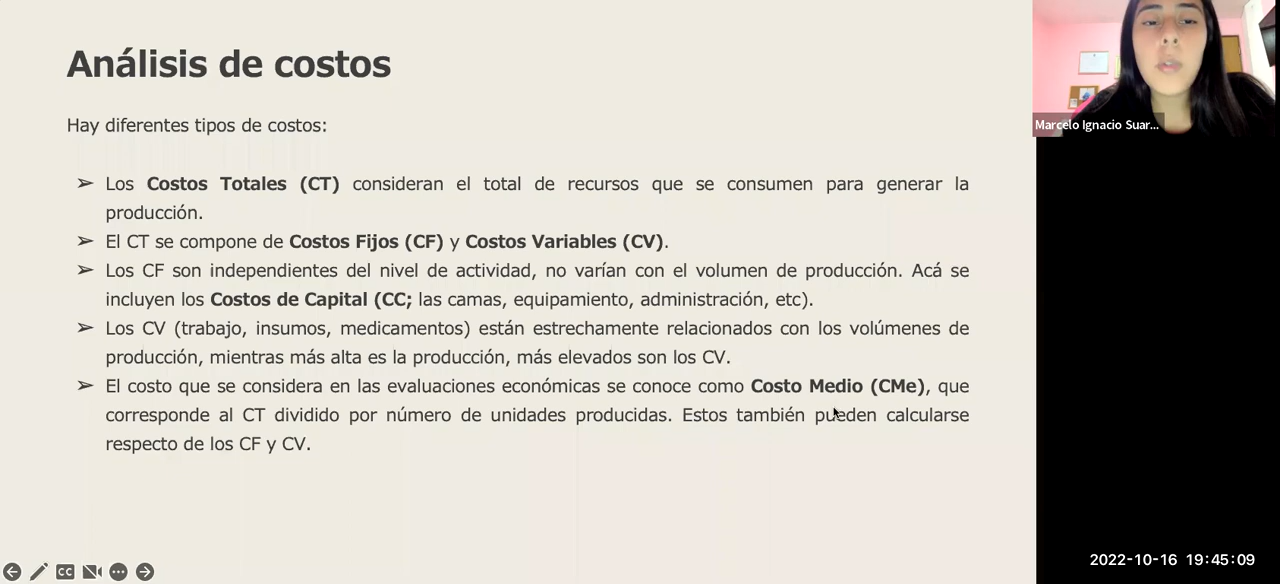 Análisis de costos
Hay diferentes tipos de costos:
➢ Los Costos Totales (CT) consideran el total de recursos que se consumen para generar la
producción.
➢ El CT se compone de Costos Fijos (CF) y Costos Variables (CV).
➢ Los CF son independientes del nivel de actividad, no varían con el volumen de producción. Acá se
incluyen los Costos de Capital (CC; las camas, equipamiento, administración, etc).
➢ Los CV (trabajo, insumos, medicamentos) están estrechamente relacionados con los volúmenes de
producción, mientras más alta es la producción, más elevados son los CV.
➢ El costo que se considera en las evaluaciones económicas se conoce como Costo Medio (CMe), que
corresponde al CT dividido por número de unidades producidas. Estos también pueden calcularse
respecto de los CF y CV.
Marcelo Ignacio Suar...
CC
2022-10-16 19:45:09